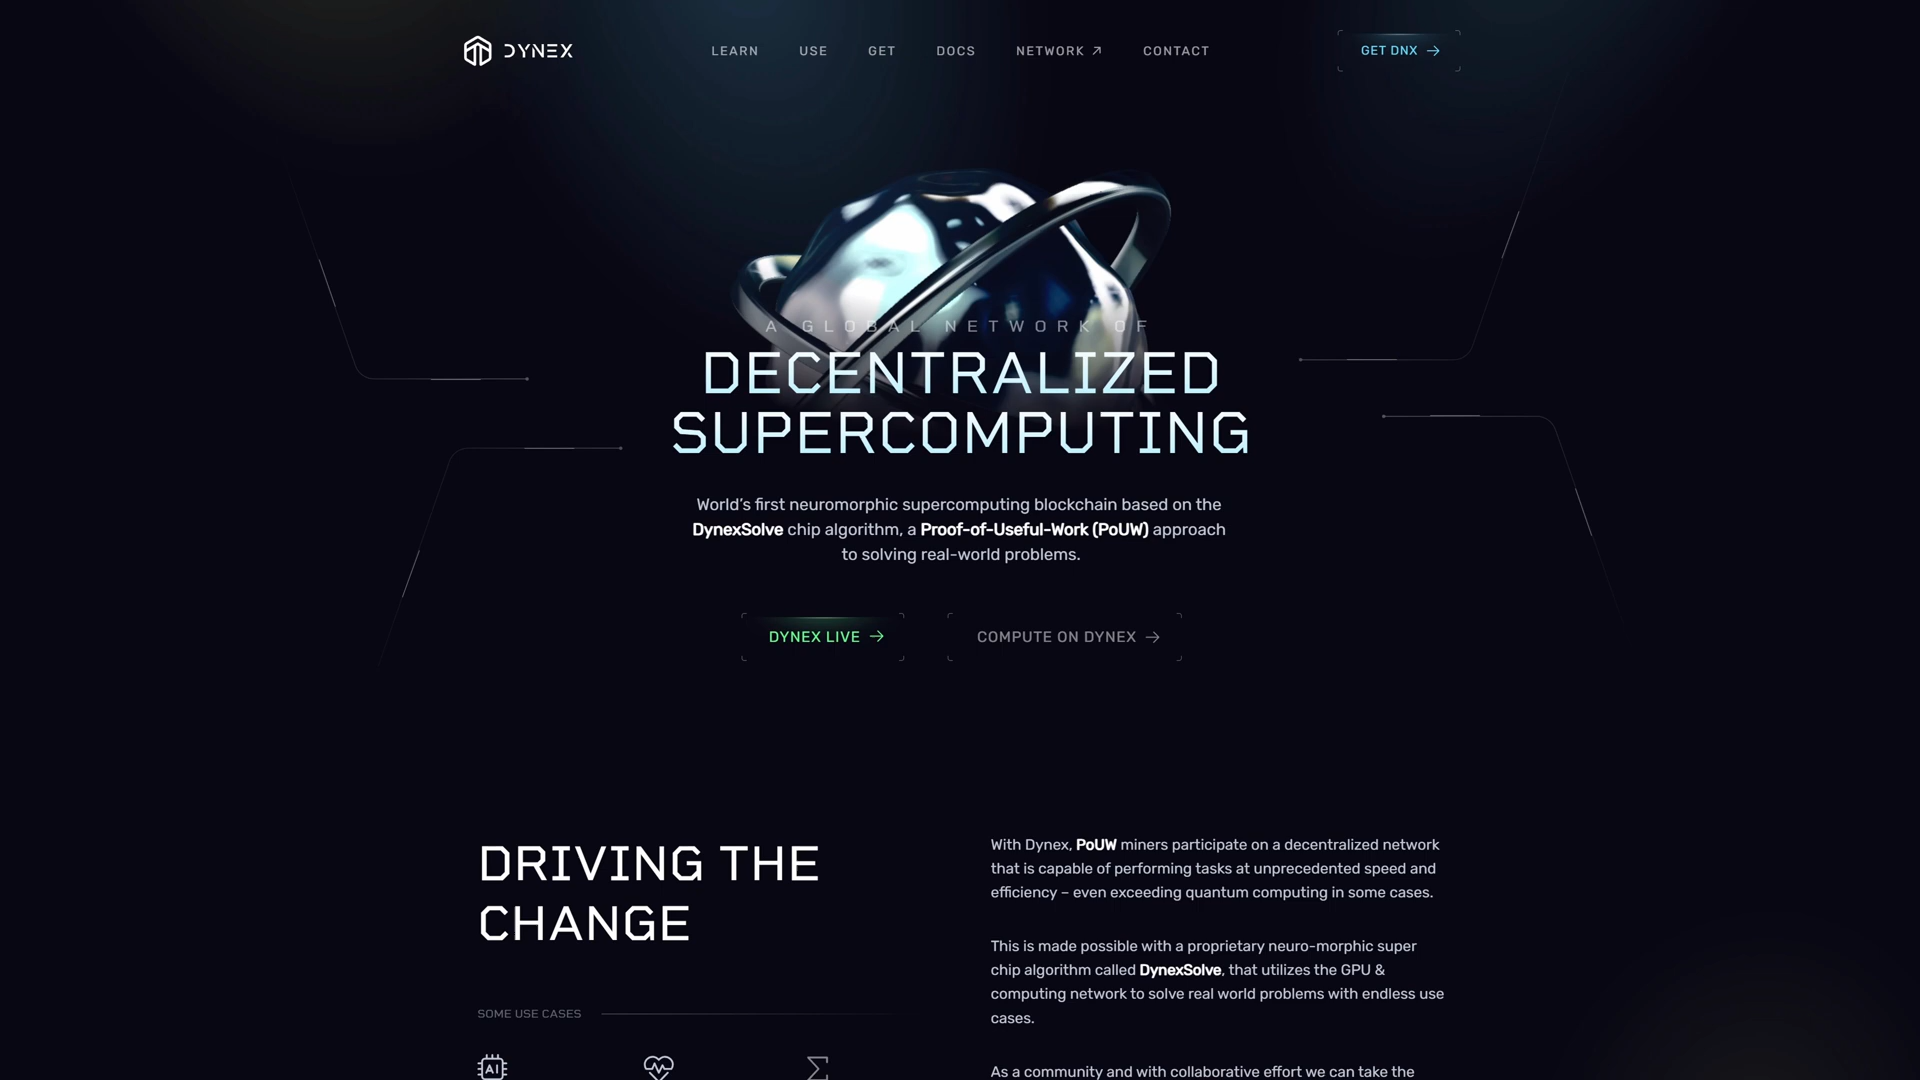 DYNEX
LEARN
USE
GET
DOCS
NETWORK
CONTACT
GET DNX
A GLOBAL NETWORK OF
DECENTRALIZED
SUPERCOMPUTING
World’s first neuromorphic supercomputing blockchain based on the
DynexSolve chip algorithm, a Proof-of-Useful-Work (PoUW) approach
to solving real-world problems.
DYNEX LIVE
COMPUTE ON DYNEX
DRIVING THE
CHANGE
SOME USE CASES
AI
With Dynex, PoUW miners participate on a decentralized network
that is capable of performing tasks at unprecedented speed and
efficiency – even exceeding quantum computing in some cases.
This is made possible with a proprietary neuro-morphic super
chip algorithm called DynexSolve, that utilizes the GPU &
computing network to solve real world problems with endless use
cases.
As a community and with collaborative effort we can take the